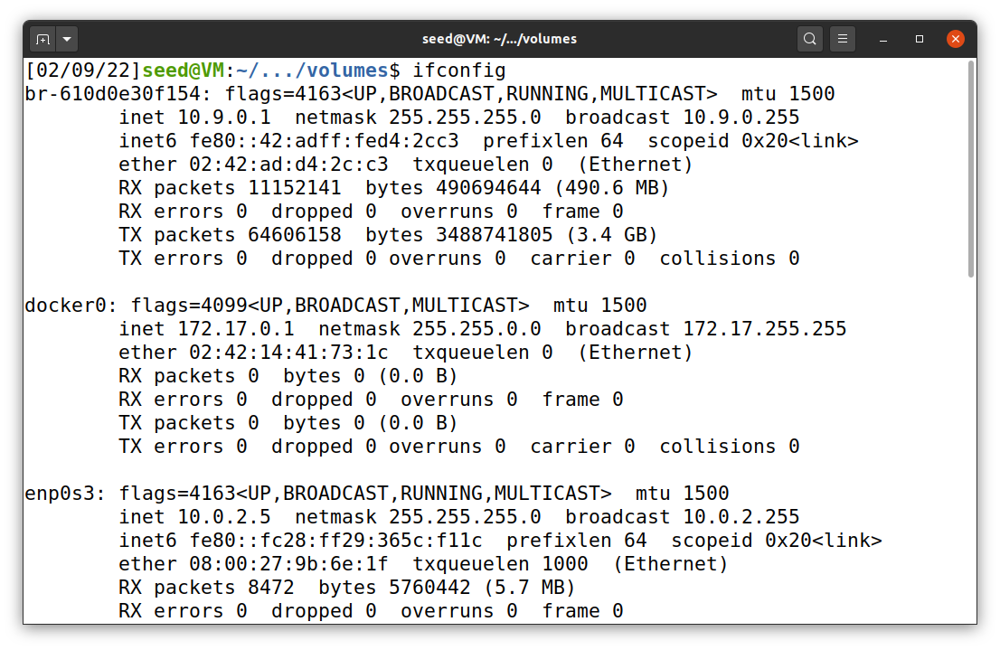 seed@VM: ~/.../volumes
[02/09/22]seed@VM:~/.../volumes$ ifconfig
br-610d0e30f154: flags=4163<UP,BROADCAST,RUNNING,MULTICAST>  mtu 1500
        inet 10.9.0.1  netmask 255.255.255.0  broadcast 10.9.0.255
        inet6 fe80::42:adff:fed4:2cc3  prefixlen 64  scopeid 0x20<link>
        ether 02:42:ad:d4:2c:c3  txqueuelen 0  (Ethernet)
        RX packets 11152141  bytes 490694644 (490.6 MB)
        RX errors 0  dropped 0  overruns 0  frame 0
        TX packets 64606158  bytes 3488741805 (3.4 GB)
        TX errors 0  dropped 0 overruns 0  carrier 0  collisions 0

docker0: flags=4099<UP,BROADCAST,MULTICAST>  mtu 1500
        inet 172.17.0.1  netmask 255.255.0.0  broadcast 172.17.255.255
        ether 02:42:14:41:73:1c  txqueuelen 0  (Ethernet)
        RX packets 0  bytes 0 (0.0 B)
        RX errors 0  dropped 0  overruns 0  frame 0
        TX packets 0  bytes 0 (0.0 B)
        TX errors 0  dropped 0 overruns 0  carrier 0  collisions 0

enp0s3: flags=4163<UP,BROADCAST,RUNNING,MULTICAST>  mtu 1500
        inet 10.0.2.5  netmask 255.255.255.0  broadcast 10.0.2.255
        inet6 fe80::fc28:ff29:365c:f11c  prefixlen 64  scopeid 0x20<link>
        ether 08:00:27:9b:6e:1f  txqueuelen 1000  (Ethernet)
        RX packets 8472  bytes 5760442 (5.7 MB)
        RX errors 0  dropped 0  overruns 0  frame 0